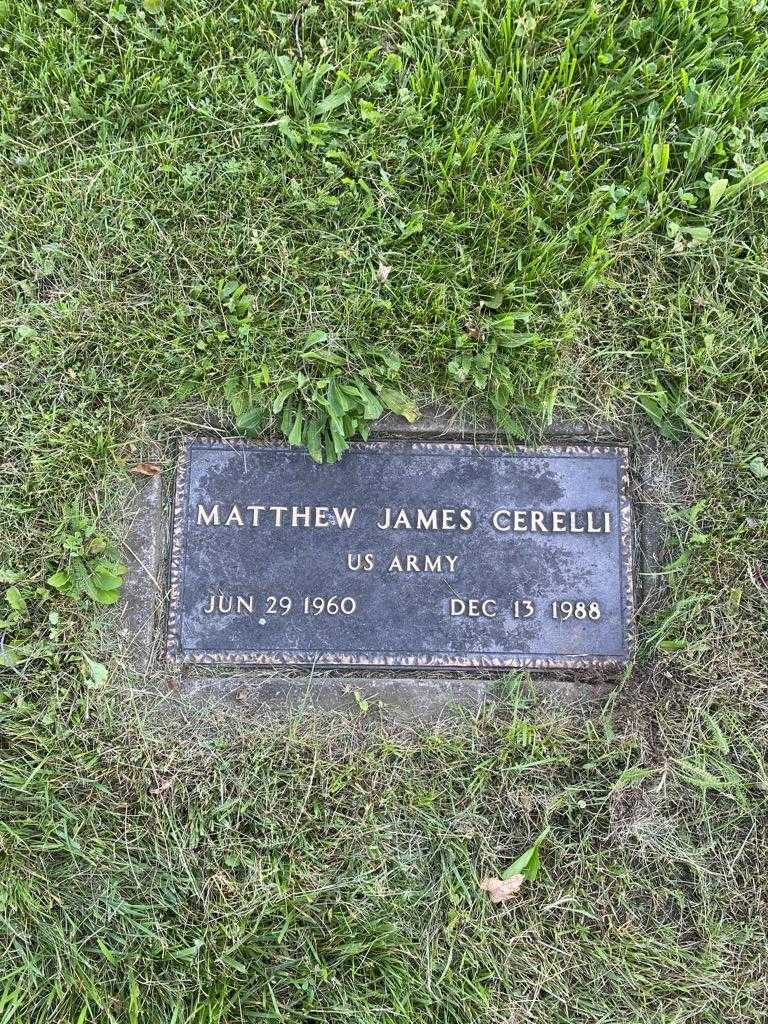 MATTHEW JAMES CERELLI
US ARMY
JUN 29 1960 DEC 13 1988